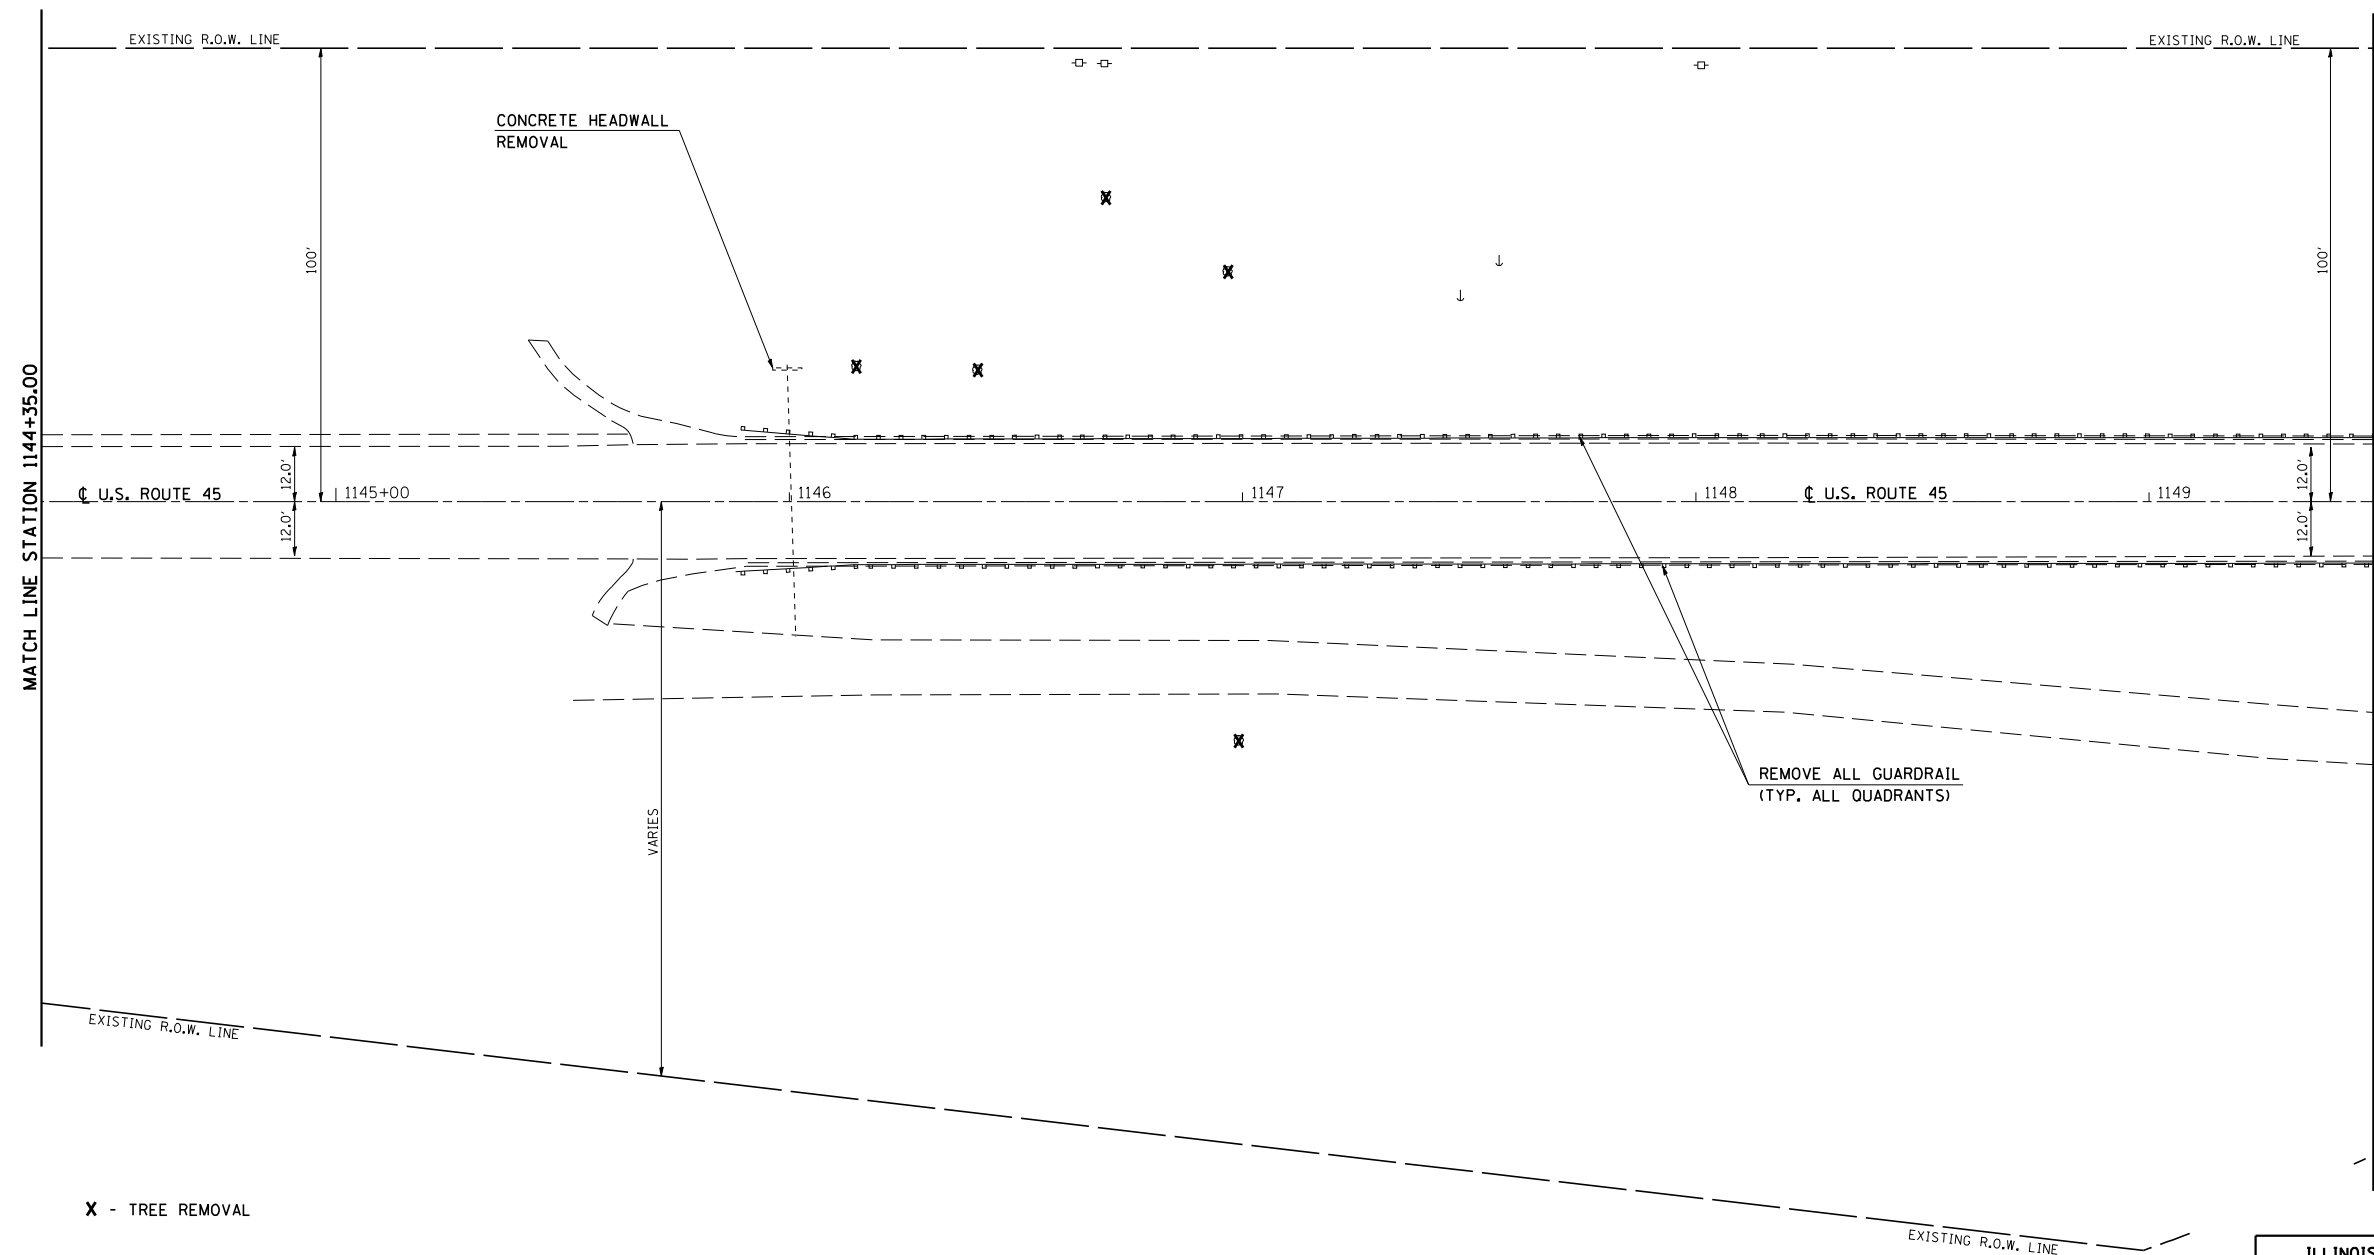 EXISTING R.O.W. LINE
EXISTING R.O.W. LINE
CONCRETE HEADWALL
REMOVAL
100'
100'
MATCH LINE STATION 1144+35.00
12.0'
12.0'
℄ U.S. ROUTE 45
1145+00
1146
1147
1148
℄ U.S. ROUTE 45
1149
12.0'
12.0'
VARIES
REMOVE ALL GUARDRAIL
(TYP. ALL QUADRANTS)
EXISTING R.O.W. LINE
X - TREE REMOVAL
EXISTING R.O.W. LINE
ILLINOIS